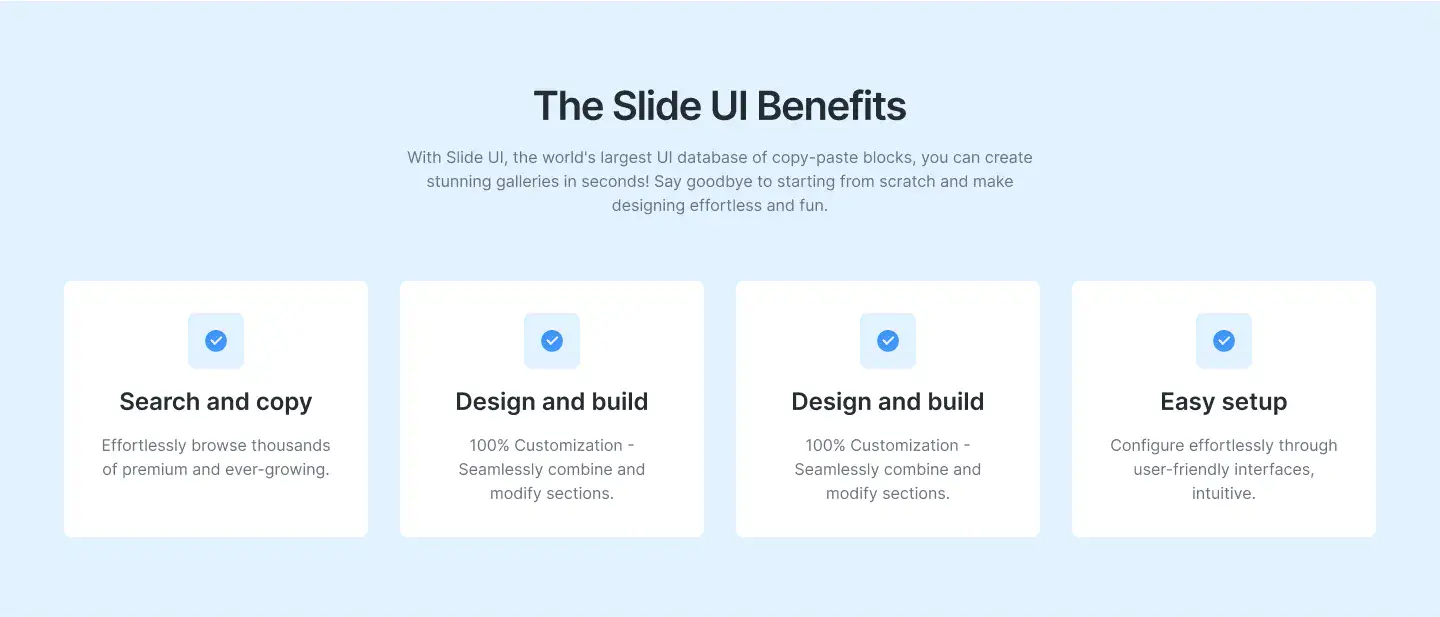 The Slide UI Benefits
With Slide UI, the world's largest UI database of copy-paste blocks, you can create
stunning galleries in seconds! Say goodbye to starting from scratch and make
designing effortless and fun.
Search and copy
Effortlessly browse thousands
of premium and ever-growing.
Design and build
100% Customization -
Seamlessly combine and
modify sections.
Design and build
100% Customization -
Seamlessly combine and
modify sections.
Easy setup
Configure effortlessly through
user-friendly interfaces,
intuitive.